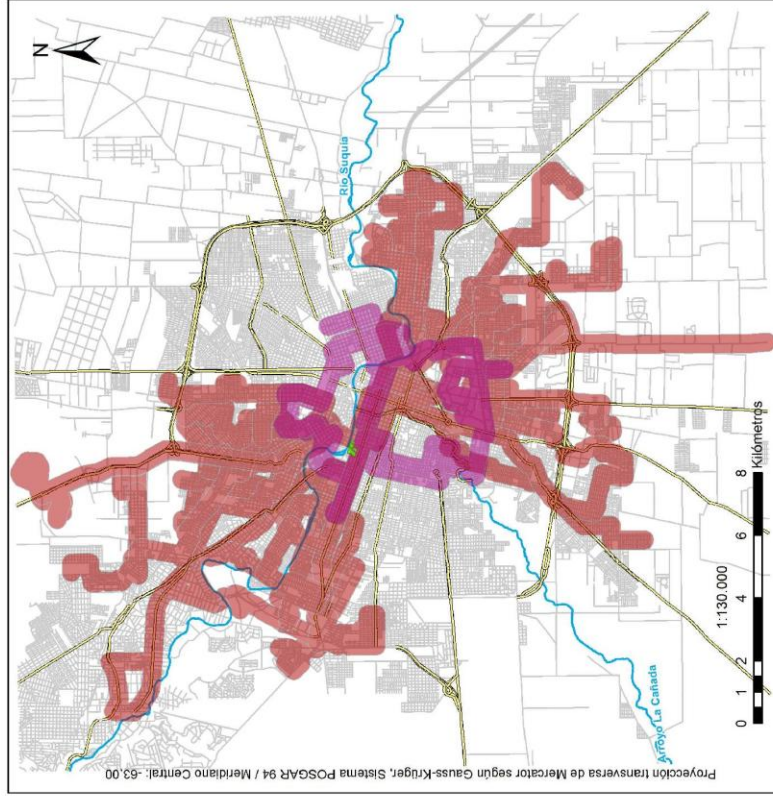 N
Río Suquía
Arroyo La Cañada
1:130.000
0 1 2 4 6 8
Kilómetros
Proyección transversa de Mercator según Gauss-Krüger, Sistema POSGAR 94 / Meridiano Central: -63,00